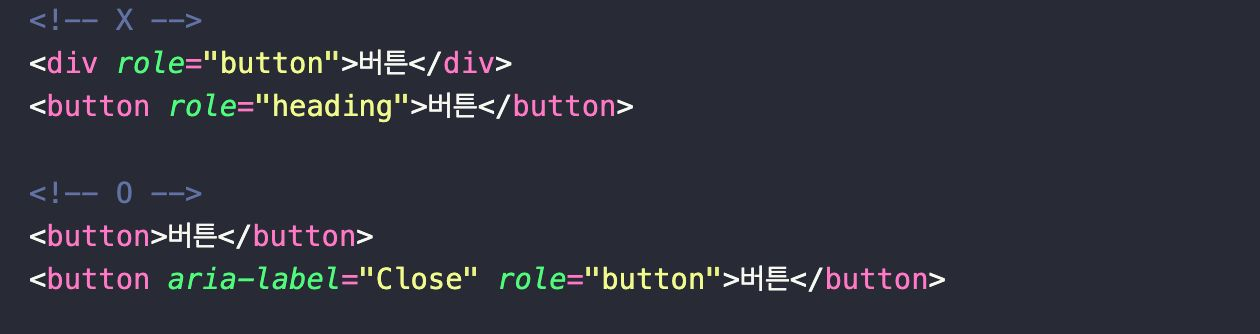 <!-- X -->
<div role="button">버튼</div>
<button role="heading">버튼</button>
<!-- O -->
<button>버튼</button>
<button aria-label="Close" role="button">버튼</button>